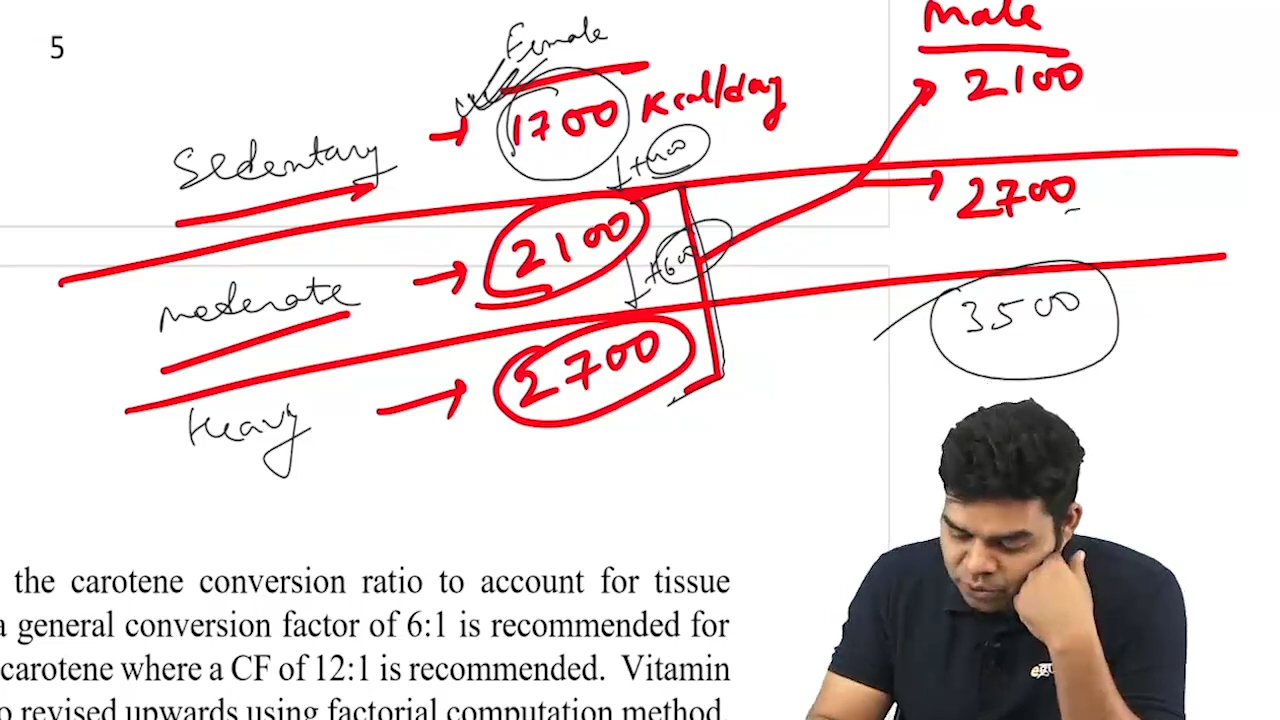 5
Female
Male
1700 Kcal/day
2100
Sedentary
+400
2700
2100
+600
moderate
3500
2700
Heavy
the carotene conversion ratio to account for tissue
a general conversion factor of 6:1 is recommended for
carotene where a CF of 12:1 is recommended. Vitamin
o revised upwards using factorial computation method.